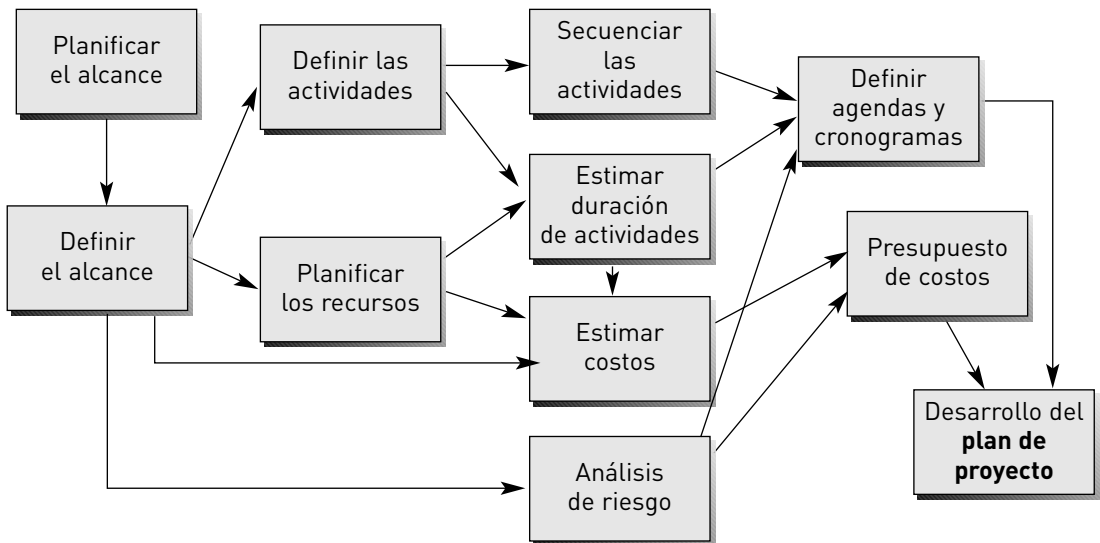 Planificar
el alcance
Definir las
actividades
Secuenciar
las
actividades
Definir
agendas y
cronogramas
Definir
el alcance
Planificar
los recursos
Estimar
duración
de actividades
Estimar
costos
Presupuesto
de costos
Análisis
de riesgo
Desarrollo del
plan de
proyecto